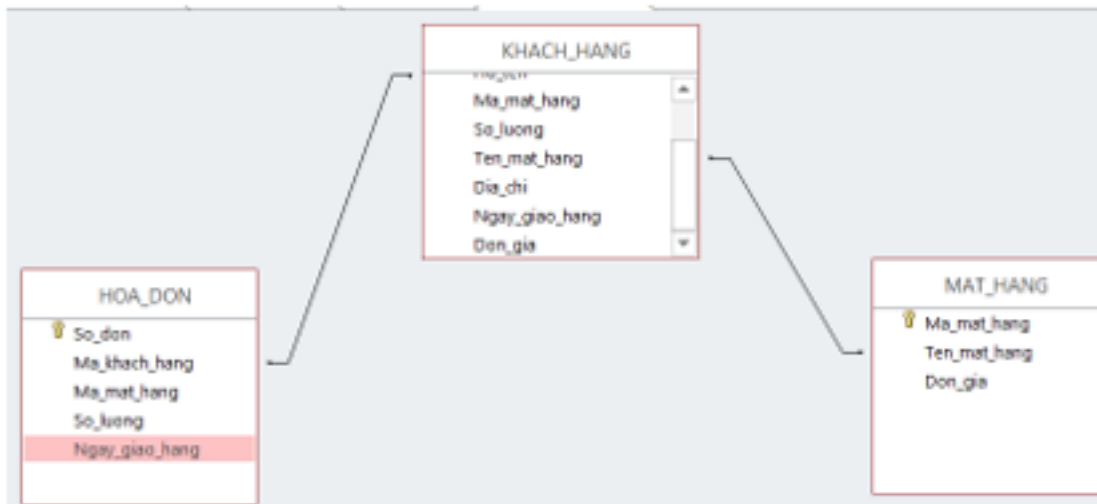 KHACH_HANG
Ma_mat_hang
So_luong
Ten_mat_hang
Dia_chi
Ngay_giao_hang
Don_gia
HOA_DON
So_don
Ma_khach_hang
Ma_mat_hang
So_luong
Ngay_giao_hang
MAT_HANG
Ma_mat_hang
Ten_mat_hang
Don_gia